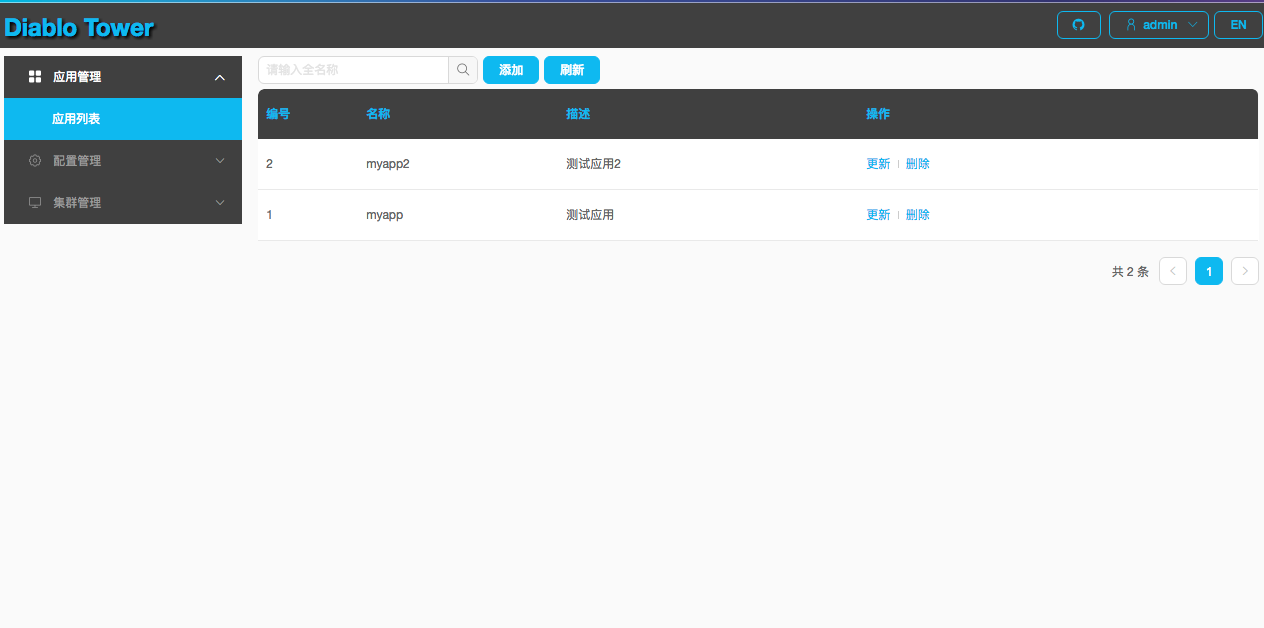 Diablo Tower
admin
EN
应用管理
应用列表
配置管理
集群管理
请输入全名称
添加
刷新
编号 名称 描述 操作
2 myapp2 测试应用2 更新 删除
1 myapp 测试应用 更新 删除
共 2 条
1